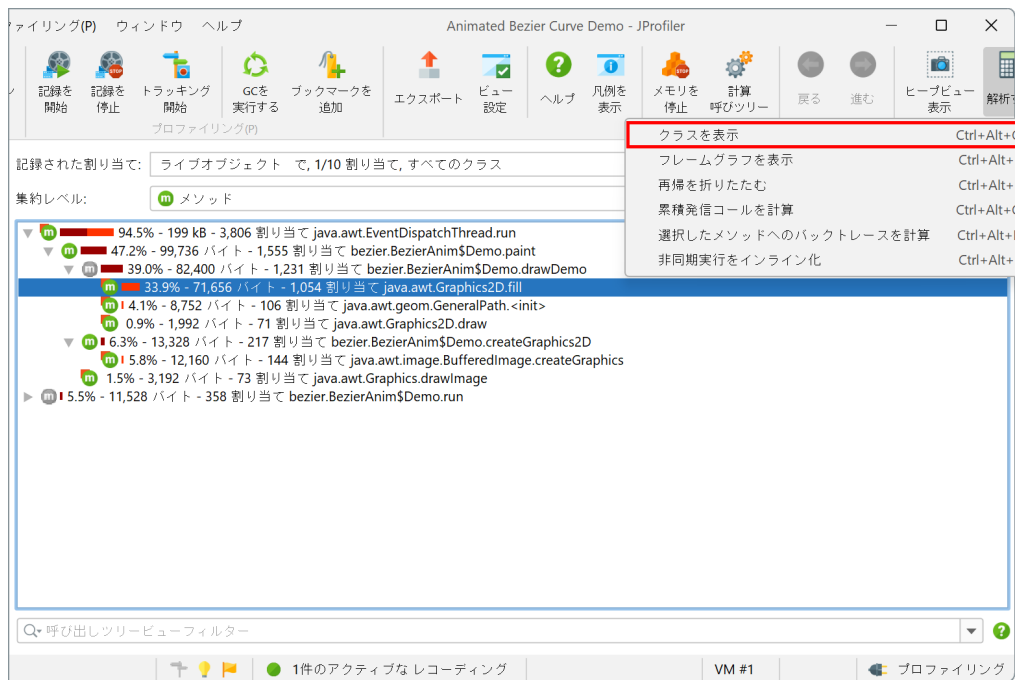 ファイリング(P) ウィンドウ ヘルプ Animated Bezier Curve Demo - JProfiler
記録を開始
記録を停止
トラッキング開始
GCを実行する
ブックマークを追加
エクスポート
ビュー設定
ヘルプ
凡例を表示
メモリを停止
計算呼びツリー
戻る
進む
ヒープビュー表示
プロファイリング(P)
クラスを表示 Ctrl+Alt+
フレームグラフを表示 Ctrl+Alt+
再帰を折りたたむ Ctrl+Alt+
累積発信コールを計算 Ctrl+Alt+
選択したメソッドへのバックトレースを計算 Ctrl+Alt+
非同期実行をインライン化 Ctrl+Alt+
記録された割り当て: ライブオブジェクト で, 1/10 割り当て, すべてのクラス
集約レベル: m メソッド
94.5% - 199 kB - 3,806 割り当て java.awt.EventDispatchThread.run
47.2% - 99,736 バイト - 1,555 割り当て bezier.BezierAnim$Demo.paint
39.0% - 82,400 バイト - 1,231 割り当て bezier.BezierAnim$Demo.drawDemo
33.9% - 71,656 バイト - 1,054 割り当て java.awt.Graphics2D.fill
4.1% - 8,752 バイト - 106 割り当て java.awt.geom.GeneralPath.<init>
0.9% - 1,992 バイト - 71 割り当て java.awt.Graphics2D.draw
6.3% - 13,328 バイト - 217 割り当て bezier.BezierAnim$Demo.createGraphics2D
5.8% - 12,160 バイト - 144 割り当て java.awt.image.BufferedImage.createGraphics
1.5% - 3,192 バイト - 73 割り当て java.awt.Graphics.drawImage
5.5% - 11,528 バイト - 358 割り当て bezier.BezierAnim$Demo.run
呼び出しツリービューフィルター
1件のアクティブな レコーディング VM #1 プロファイリング